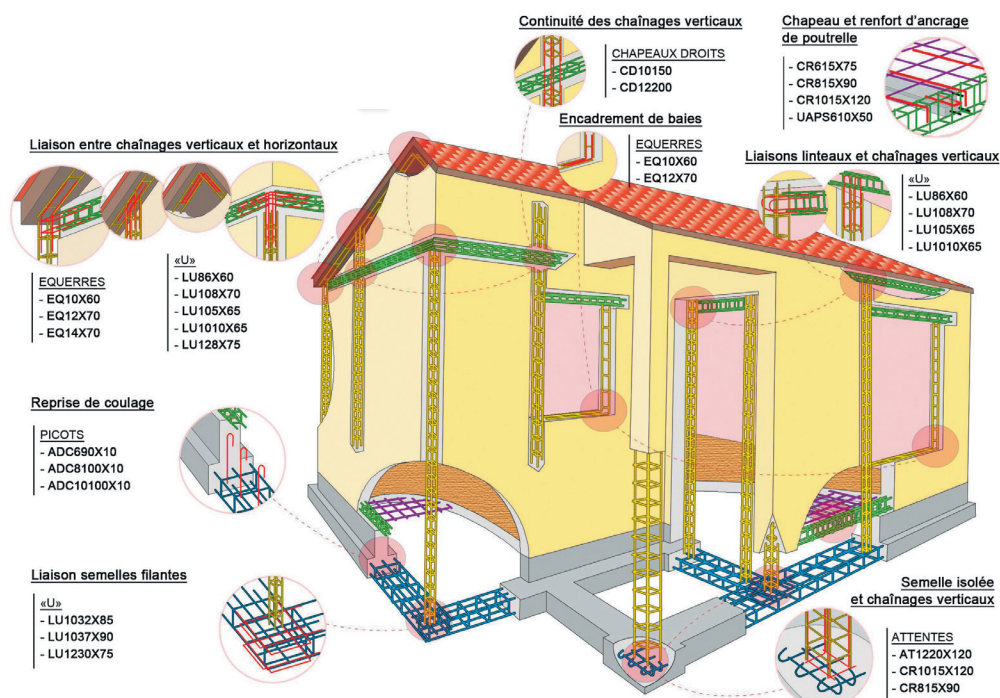 Continuité des chaînages verticaux
CHAPEAUX DROITS
- CD10150
- CD12200
Chapeau et renfort d'ancrage
de poutrelle
- CR615X75
- CR815X90
- CR1015X120
- UAPS610X50
Encadrement de baies
EQUERRES
- EQ10X60
- EQ12X70
Liaison entre chaînages verticaux et horizontaux
EQUERRES
- EQ10X60
- EQ12X70
- EQ14X70
«U»
- LU86X60
- LU108X70
- LU105X65
- LU1010X65
- LU128X75
Liaisons linteaux et chaînages verticaux
«U»
- LU86X60
- LU108X70
- LU105X65
- LU1010X65
Reprise de coulage
PICOTS
- ADC690X10
- ADC8100X10
- ADC10100X10
Liaison semelles filantes
«U»
- LU1032X85
- LU1037X90
- LU1230X75
Semelle isolée
et chaînages verticaux
ATTENTES
- AT1220X120
- CR1015X120
- CR815X90